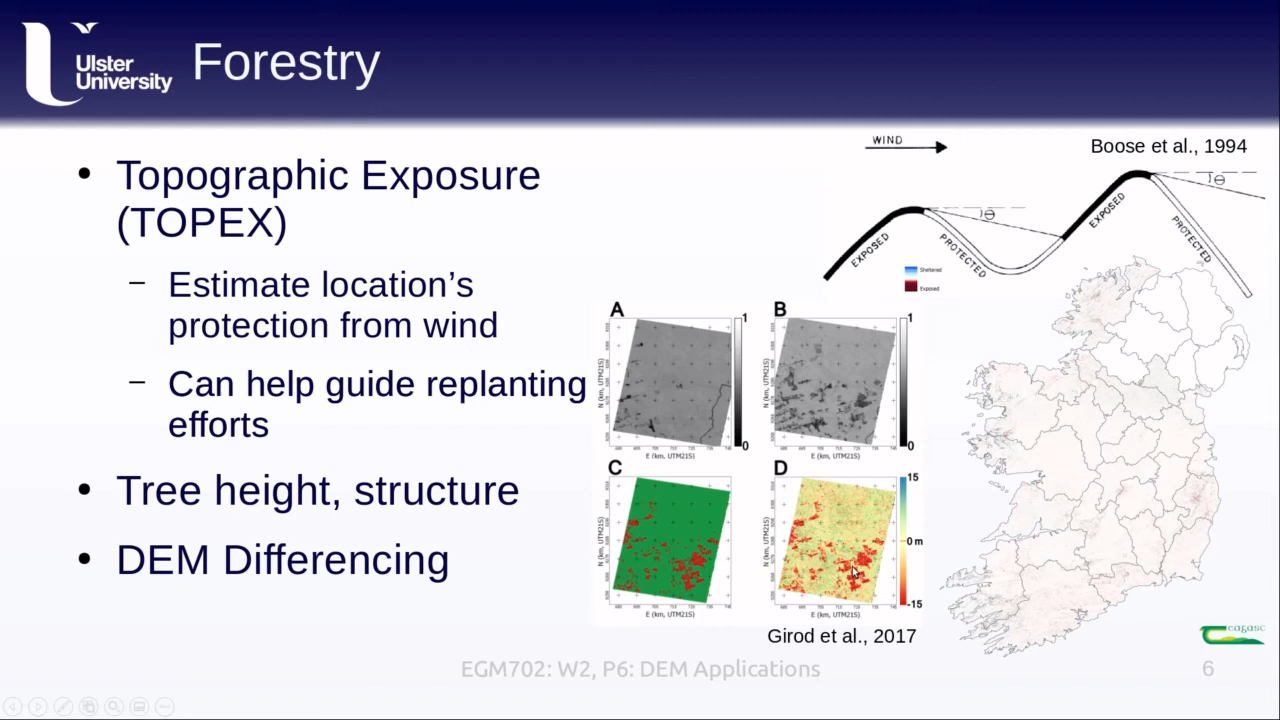 Ulster
University
Forestry
Topographic Exposure
(TOPEX)
– Estimate location's
protection from wind
– Can help guide replanting
efforts
Tree height, structure
DEM Differencing
WIND
Boose et al., 1994
EXPOSED
PROTECTED
EXPOSED
PROTECTED
Θ
Θ
Sheltered
Exposed
A
1
0
N (km, UTM21S)
E (km, UTM21S)
B
1
0
N (km, UTM21S)
E (km, UTM21S)
C
N (km, UTM21S)
E (km, UTM21S)
D
15
0 m
-15
N (km, UTM21S)
E (km, UTM21S)
Girod et al., 2017
eagasc
EGM702: W2, P6: DEM Applications
6